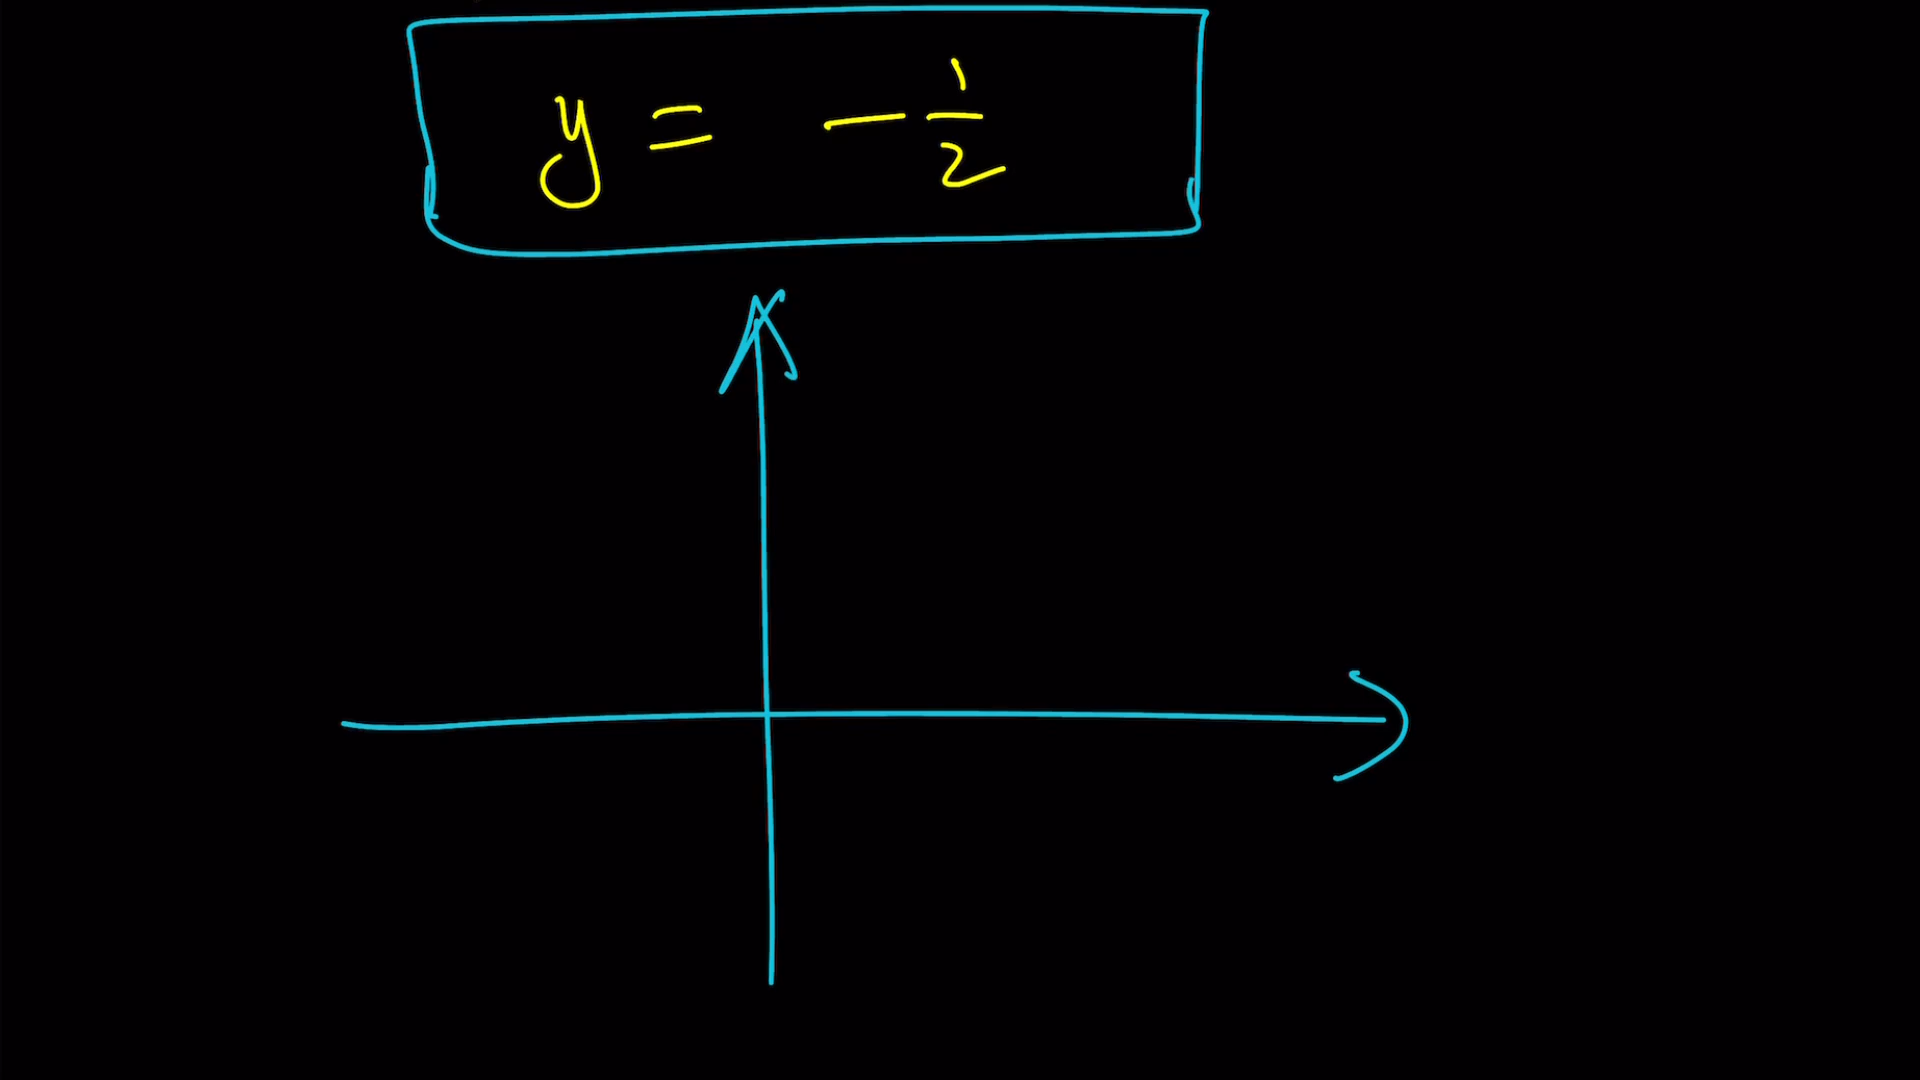 y = -1/2